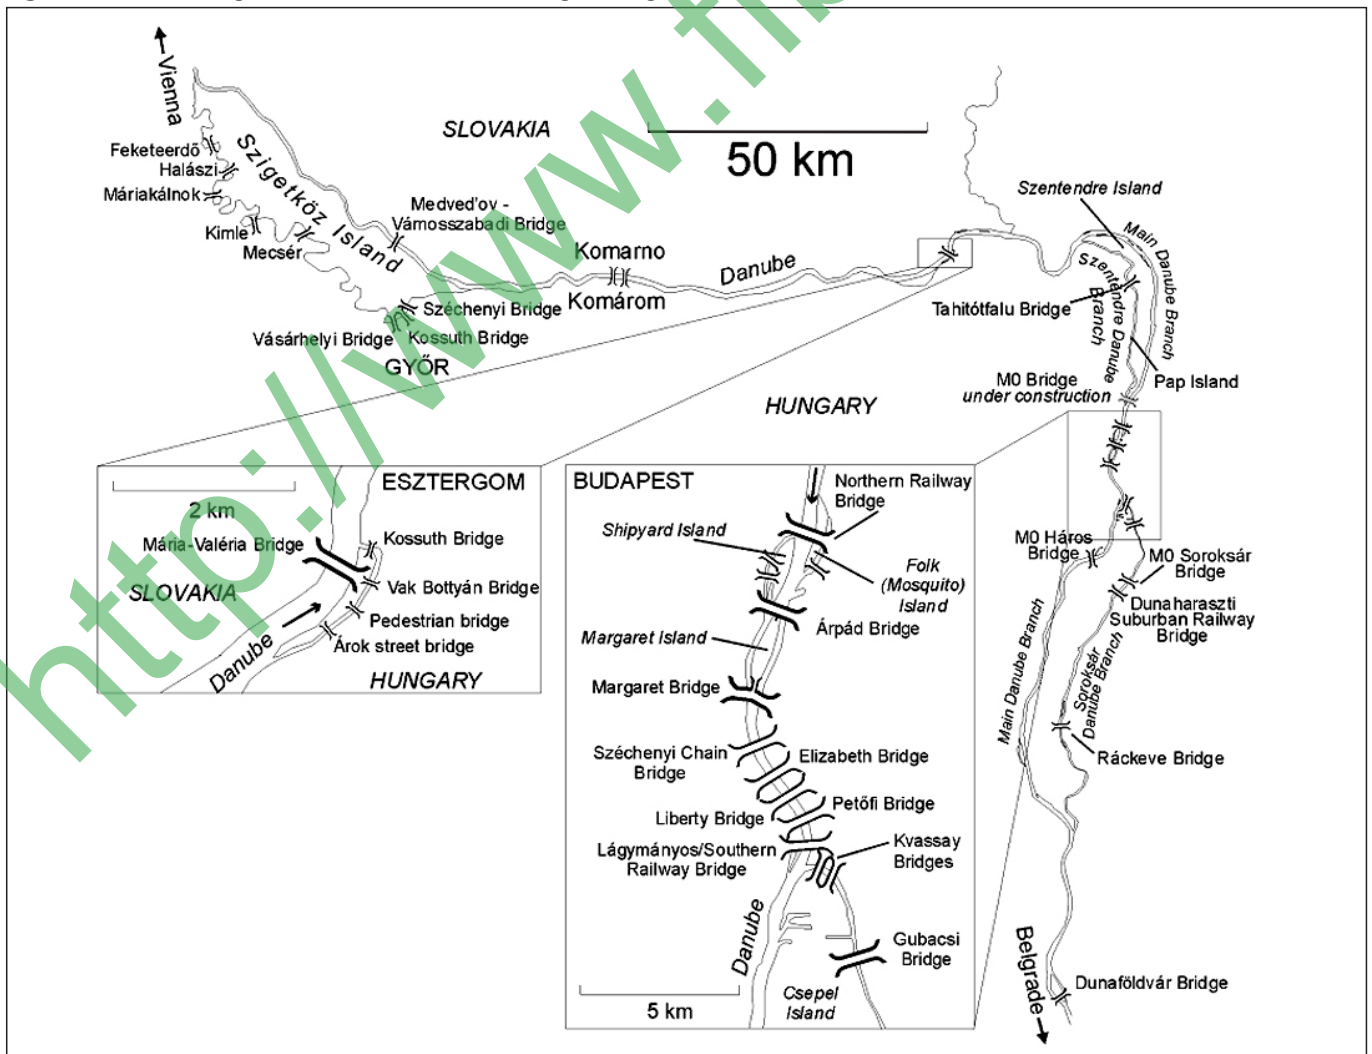 Vienna
SLOVAKIA
50 km
Feketeerdő
Halászi
Máriakálnok
Kimle
Mecsér
Szigetköz Island
Medved'ov -
Vámosszabadi Bridge
Komarno
Komárom
Danube
Széchenyi Bridge
Vásárhelyi Bridge
Kossuth Bridge
GYŐR
Szentendre Island
Main Danube Branch
Szentendre Danube
Branch
Tahitótfalu Bridge
Pap Island
M0 Bridge
under construction
HUNGARY
ESZTERGOM
2 km
Mária-Valéria Bridge
Kossuth Bridge
SLOVAKIA
Vak Bottyán Bridge
Pedestrian bridge
Árok street bridge
Danube
HUNGARY
BUDAPEST
Northern Railway
Bridge
Shipyard Island
Folk
(Mosquito)
Island
Árpád Bridge
Margaret Island
Margaret Bridge
Széchenyi Chain
Bridge
Elizabeth Bridge
Petőfi Bridge
Liberty Bridge
Lágymányos/Southern
Railway Bridge
Kvassay
Bridges
Danube
Gubacsi
Bridge
Csepel
Island
5 km
M0 Háros
Bridge
M0 Soroksár
Bridge
Dunaharaszti
Suburban Railway
Bridge
Main Danube Branch
Soroksár
Danube Branch
Ráckeve Bridge
Belgrade
Dunaföldvár Bridge